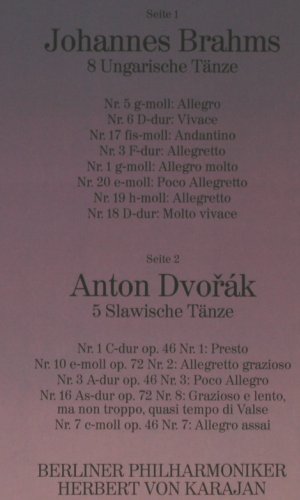 Seite 1
Johannes Brahms
8 Ungarische Tänze
Nr. 5 g-moll: Allegro
Nr. 6 D-dur: Vivace
Nr. 17 fis-moll: Andantino
Nr. 3 F-dur: Allegretto
Nr. 1 g-moll: Allegro molto
Nr. 20 e-moll: Poco Allegretto
Nr. 19 h-moll: Allegretto
Nr. 18 D-dur: Molto vivace
Seite 2
Anton Dvořák
5 Slawische Tänze
Nr. 1 C-dur op. 46 Nr. 1: Presto
Nr. 10 e-moll op. 72 Nr. 2: Allegretto grazioso
Nr. 3 A-dur op. 46 Nr. 3: Poco Allegro
Nr. 16 As-dur op. 72 Nr. 8: Grazioso e lento,
ma non troppo, quasi tempo di Valse
Nr. 7 c-moll op. 46 Nr. 7: Allegro assai
BERLINER PHILHARMONIKER
HERBERT VON KARAJAN